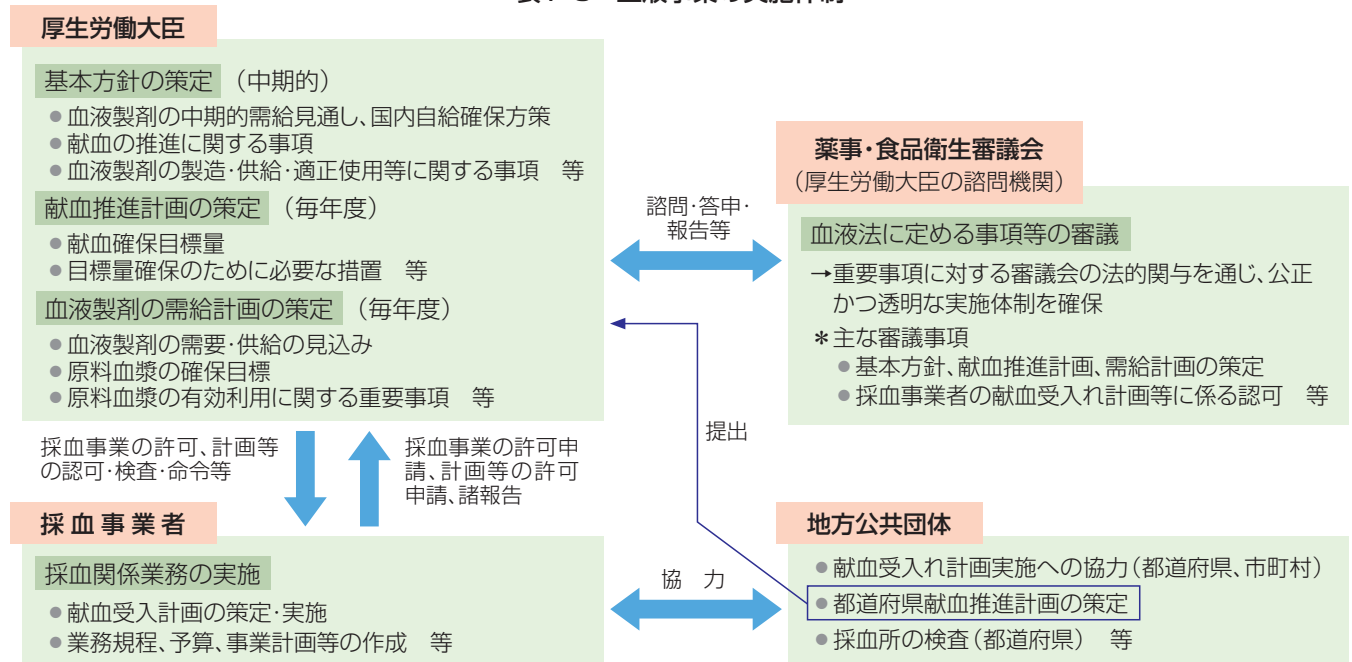 厚生労働大臣
基本方針の策定 (中期的)
●血液製剤の中期的需給見通し、国内自給確保方策
●献血の推進に関する事項
●血液製剤の製造・供給・適正使用等に関する事項 等
献血推進計画の策定 (毎年度)
●献血確保目標量
●目標量確保のために必要な措置 等
血液製剤の需給計画の策定 (毎年度)
●血液製剤の需要・供給の見込み
●原料血漿の確保目標
●原料血漿の有効利用に関する重要事項 等
諮問・答申・
報告等
薬事・食品衛生審議会
(厚生労働大臣の諮問機関)
血液法に定める事項等の審議
→重要事項に対する審議会の法的関与を通じ、公正
かつ透明な実施体制を確保
＊主な審議事項
●基本方針、献血推進計画、需給計画の策定
●採血事業者の献血受入れ計画等に係る認可 等
採血事業の許可、計画等
の認可・検査・命令等
採血事業の許可申
請、計画等の許可
申請、諸報告
提出
採血事業者
採血関係業務の実施
●献血受入計画の策定・実施
●業務規程、予算、事業計画等の作成 等
協 力
地方公共団体
●献血受入れ計画実施への協力(都道府県、市町村)
●都道府県献血推進計画の策定
●採血所の検査(都道府県) 等